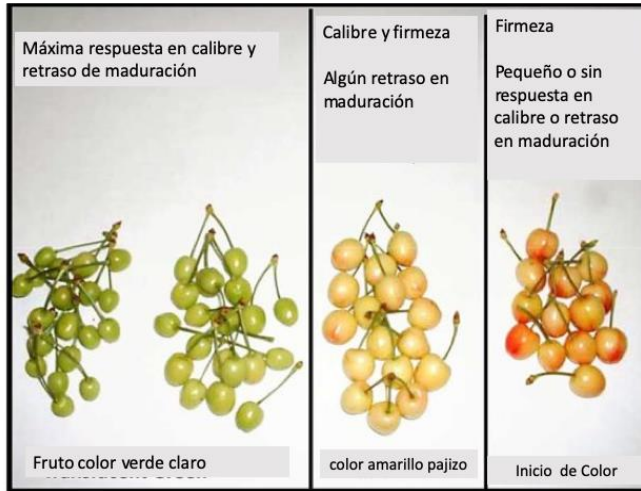 Máxima respuesta en calibre y
retraso de maduración
Calibre y firmeza
Algún retraso en
maduración
Firmeza
Pequeño o sin
respuesta en
calibre o retraso
en maduración
Fruto color verde claro
color amarillo pajizo
Inicio de Color